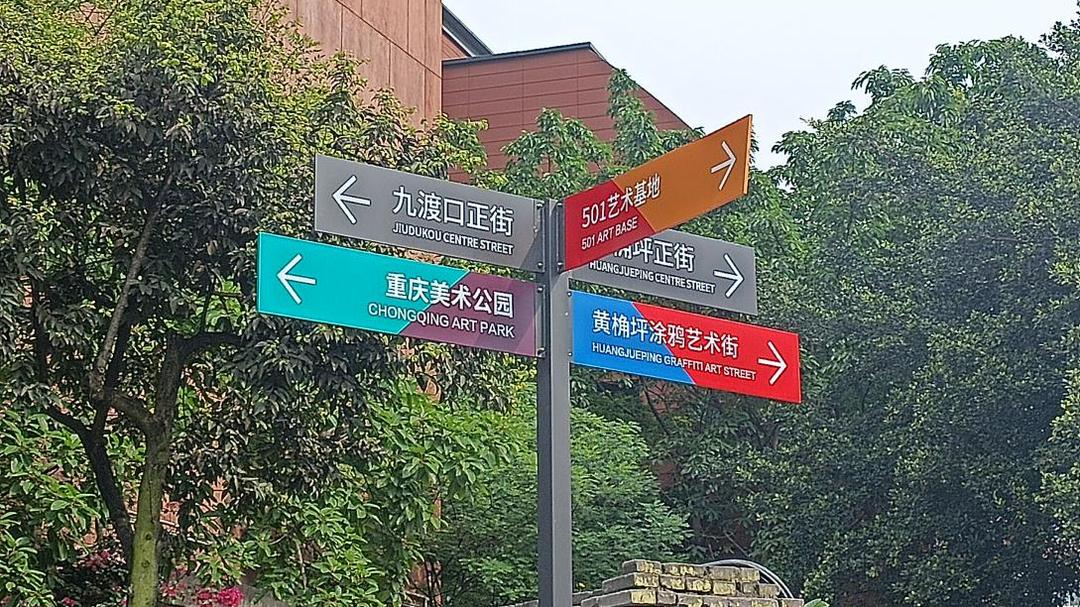 九渡口正街
JIUDUKOU CENTRE STREET
重庆美术公园
CHONGQING ART PARK
501艺术基地
501 ART BASE
坪正街
HUANGJUEPING CENTRE STREET
黄桷坪涂鸦艺术街
HUANGJUEPING GRAFFITI ART STREET